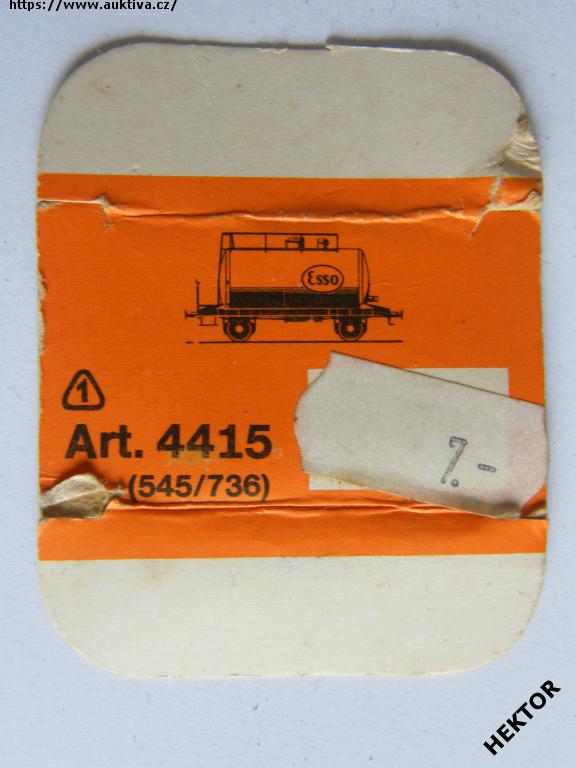 https://www.auktiva.cz/
Esso
1
Art. 4415
(545/736)
7.-
HEKTOR